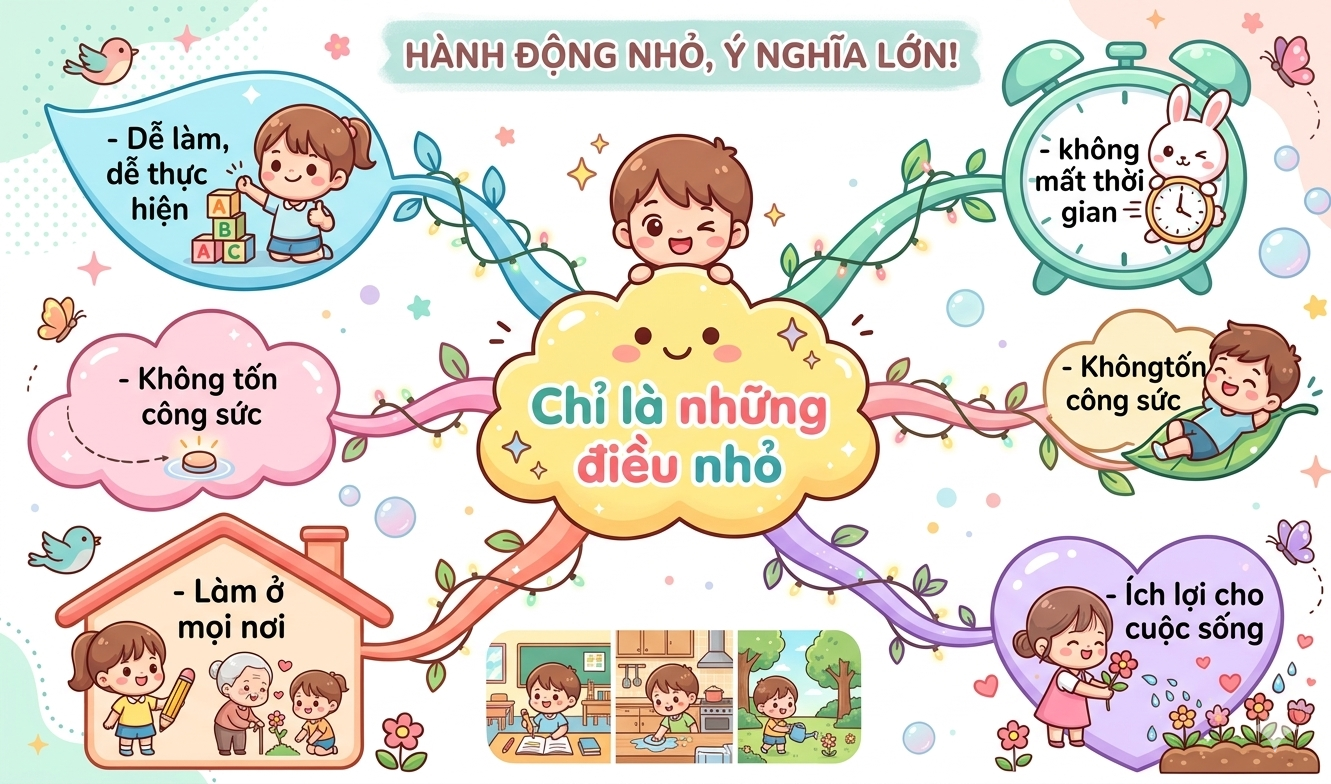 HÀNH ĐỘNG NHỎ, Ý NGHĨA LỚN!
- Dễ làm,
dễ thực
hiện
A
B
A C
- không
mất thời
gian
- Không tốn
công sức
Chỉ là những
điều nhỏ
- Khôngtốn
công sức
- Làm ở
mọi nơi
- Ích lợi cho
cuộc sống